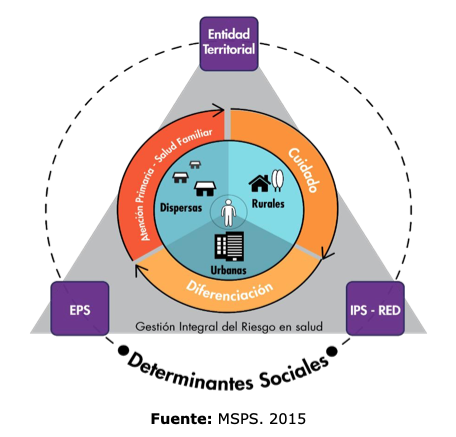 Entidad
Territorial
Atención Primaria - Salud Familiar
Cuidado
Dispersas
Rurales
Urbanas
Diferenciación
EPS
IPS - RED
Gestión Integral del Riesgo en salud
Determantes Sociales
Fuente: MSPS. 2015